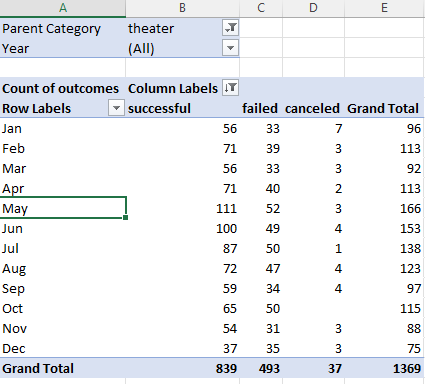 A B C D E
Parent Category theater
Year (All)
Count of outcomes Column Labels
Row Labels successful failed canceled Grand Total
Jan 56 33 7 96
Feb 71 39 3 113
Mar 56 33 3 92
Apr 71 40 2 113
May 111 52 3 166
Jun 100 49 4 153
Jul 87 50 1 138
Aug 72 47 4 123
Sep 59 34 4 97
Oct 65 50 115
Nov 54 31 3 88
Dec 37 35 3 75
Grand Total 839 493 37 1369